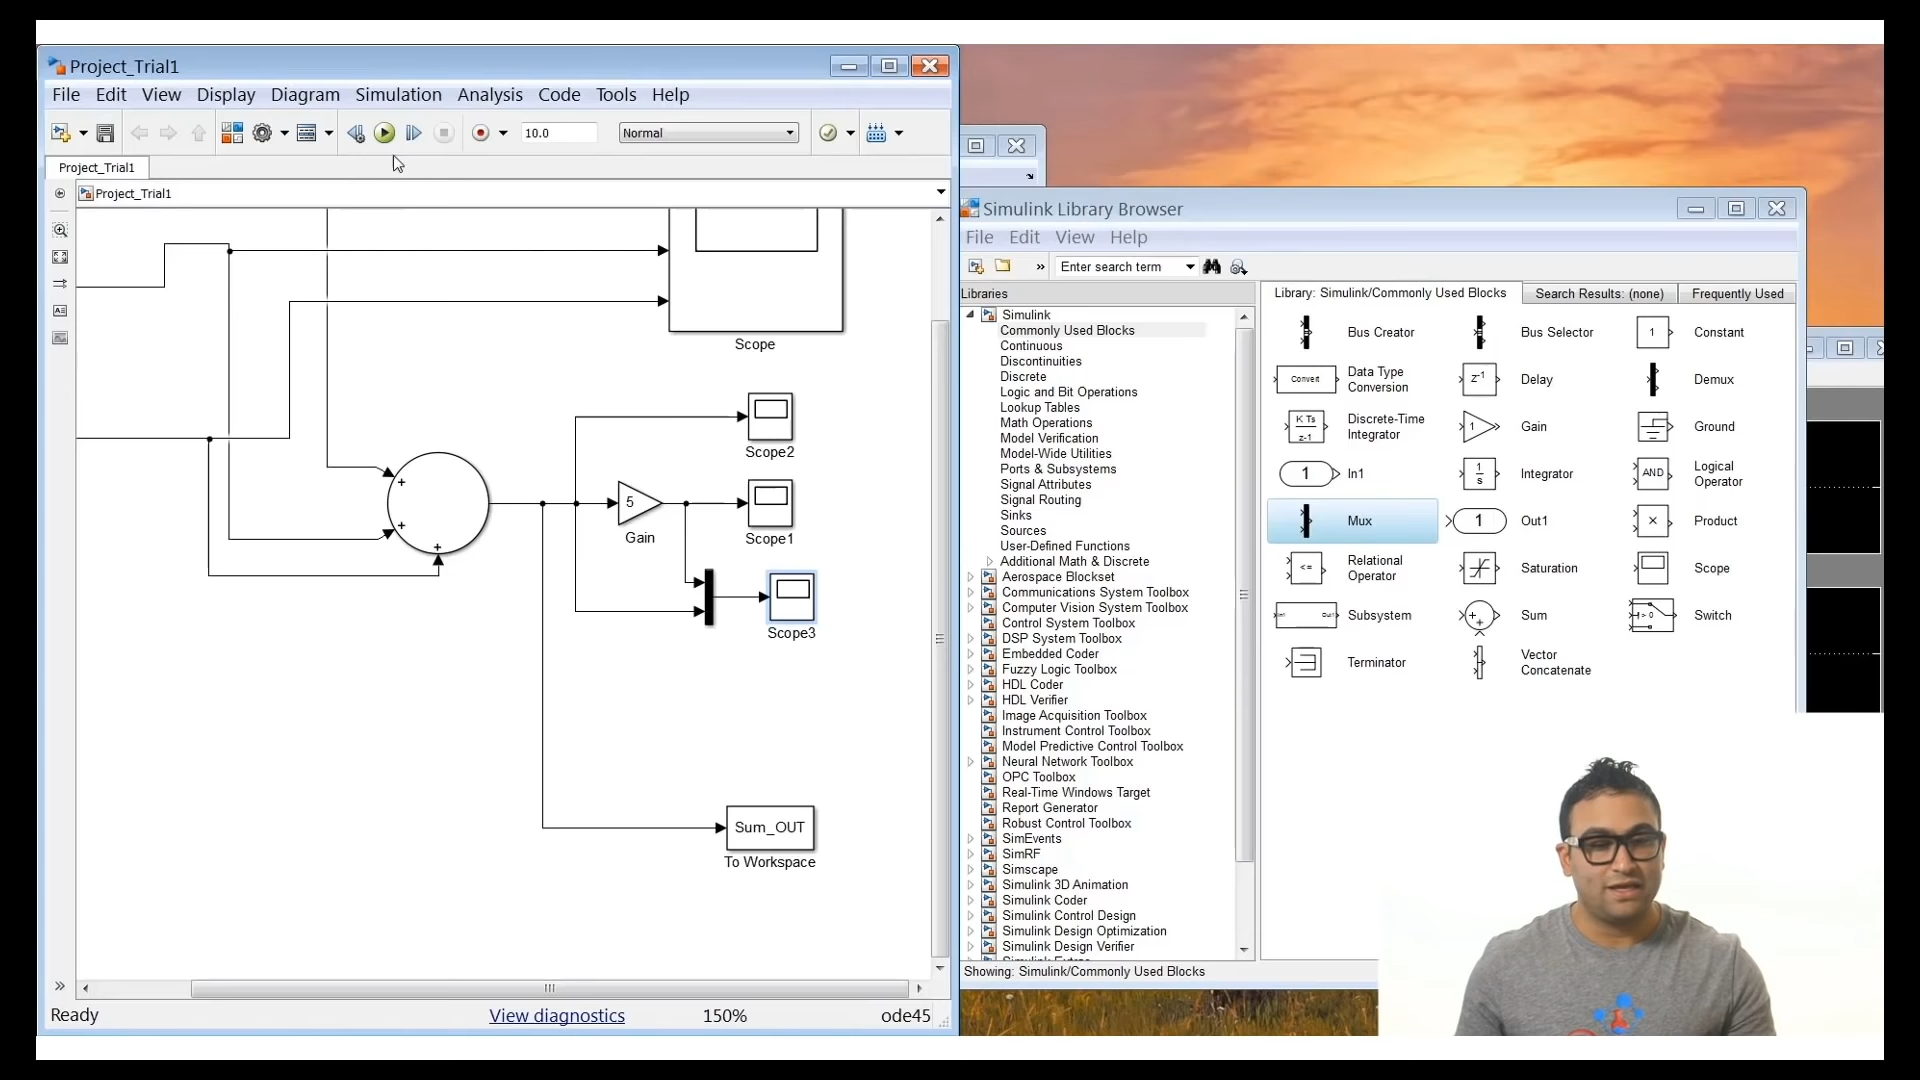 Project_Trial1
File Edit View Display Diagram Simulation Analysis Code Tools Help
10.0 Normal
Project_Trial1
Project_Trial1
Scope
Scope2
+
+
+
5
Gain
Scope1
Scope3
Sum_OUT
To Workspace
Ready View diagnostics 150% ode45
Simulink Library Browser
File Edit View Help
» Enter search term
Libraries
Simulink
Commonly Used Blocks
Continuous
Discontinuities
Discrete
Logic and Bit Operations
Lookup Tables
Math Operations
Model Verification
Model-Wide Utilities
Ports & Subsystems
Signal Attributes
Signal Routing
Sinks
Sources
User-Defined Functions
Additional Math & Discrete
Aerospace Blockset
Communications System Toolbox
Computer Vision System Toolbox
Control System Toolbox
DSP System Toolbox
Embedded Coder
Fuzzy Logic Toolbox
HDL Coder
HDL Verifier
Image Acquisition Toolbox
Instrument Control Toolbox
Model Predictive Control Toolbox
Neural Network Toolbox
OPC Toolbox
Real-Time Windows Target
Report Generator
Robust Control Toolbox
SimEvents
SimRF
Simscape
Simulink 3D Animation
Simulink Coder
Simulink Control Design
Simulink Design Optimization
Simulink Design Verifier
Library: Simulink/Commonly Used Blocks Search Results: (none) Frequently Used
Bus Creator Bus Selector 1 Constant
Convert Data Type Conversion z-1 Delay Demux
K Ts z-1 Discrete-Time Integrator 1 Gain Ground
1 In1 1 s Integrator AND Logical Operator
Mux 1 Out1 × Product
<= Relational Operator Saturation Scope
Subsystem + + Sum > 0 Switch
Terminator Vector Concatenate
Showing: Simulink/Commonly Used Blocks